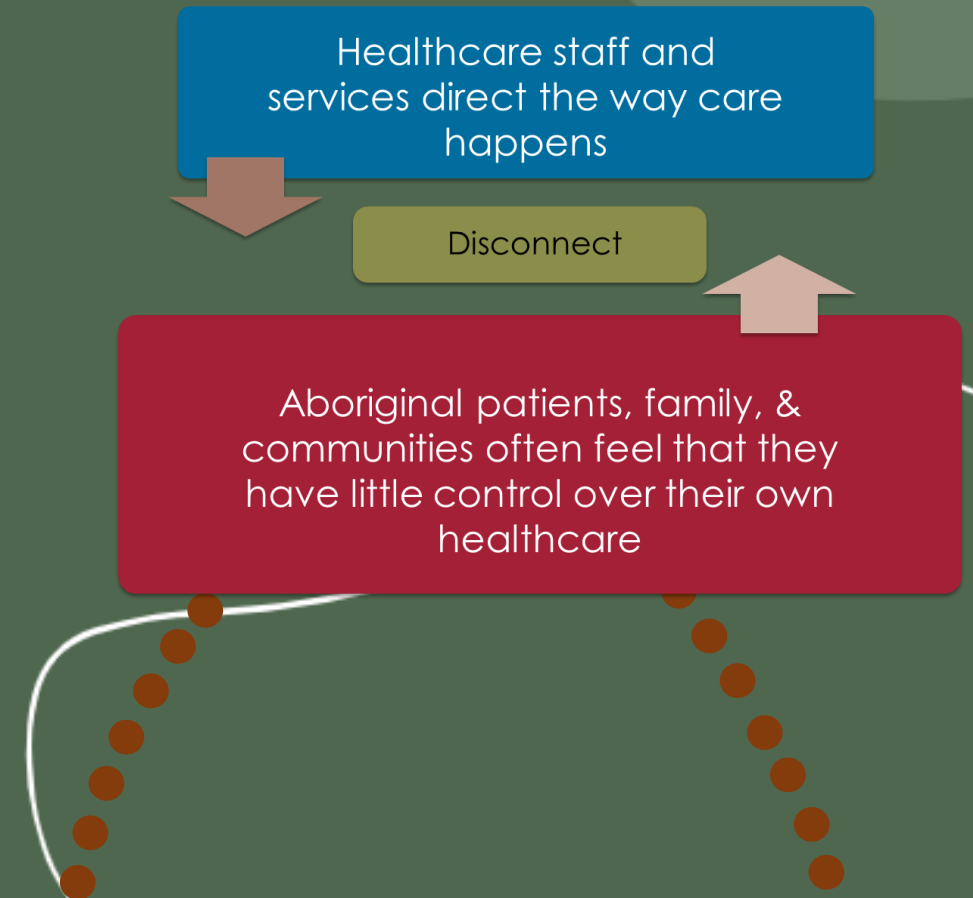 Healthcare staff and
services direct the way care
happens
Disconnect
Aboriginal patients, family, &
communities often feel that they
have little control over their own
healthcare